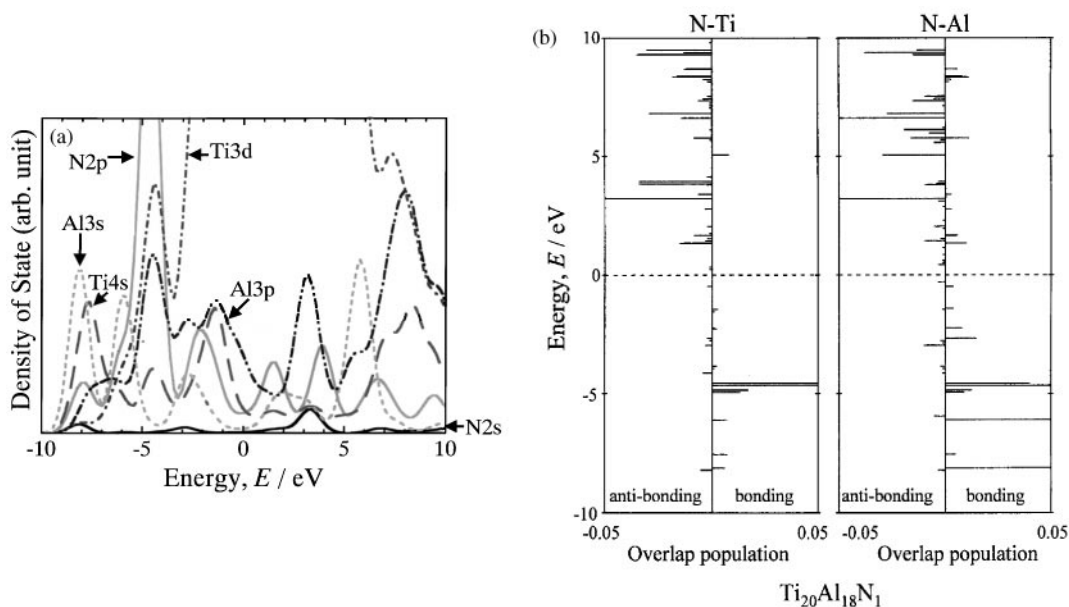 (a)
N2p
Ti3d
Al3s
Ti4s
Al3p
N2s
Density of State (arb. unit)
-10 -5 0 5 10
Energy, E / eV
(b)
N-Ti
N-Al
10
5
0
-5
-10
Energy, E / eV
anti-bonding
bonding
anti-bonding
bonding
-0.05
0.05
-0.05
0.05
Overlap population
Overlap population
Ti20Al18N1